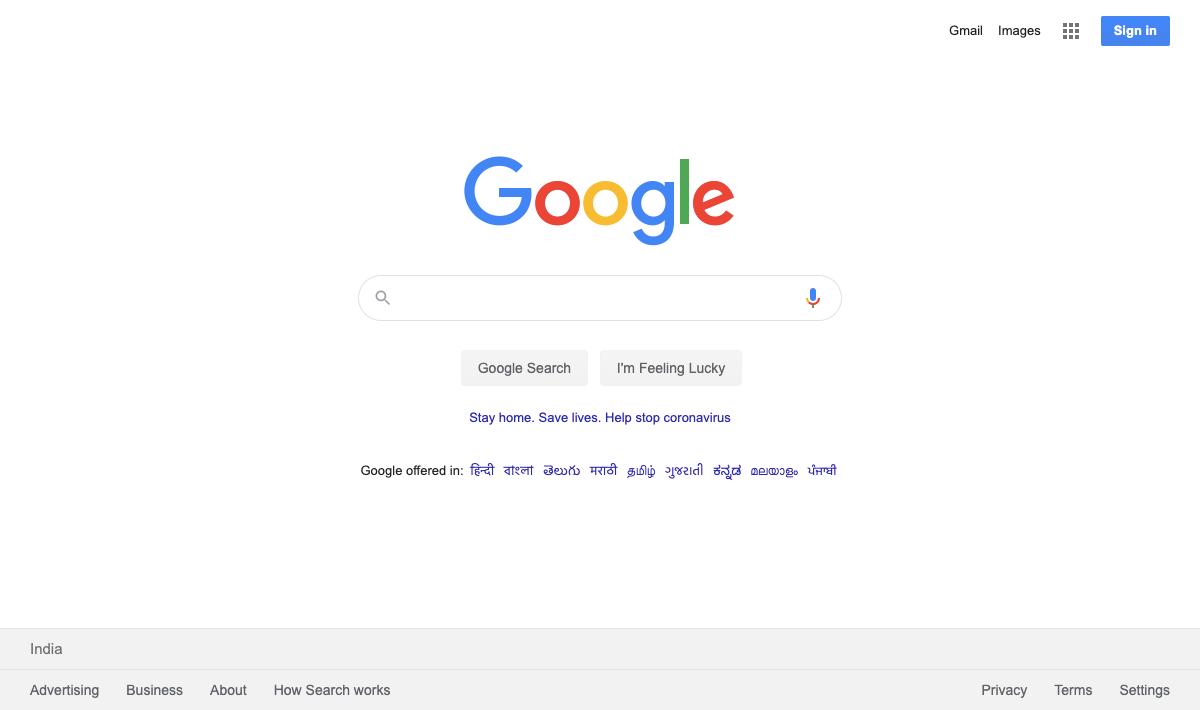 Gmail Images Sign in
Google
Google Search I'm Feeling Lucky
Stay home. Save lives. Help stop coronavirus
Google offered in: हिन्दी বাংলা తెలుగు मराठी தமிழ் ગુજરાતી ಕನ್ನಡ മലയാളം ਪੰਜਾਬੀ
India
Advertising Business About How Search works Privacy Terms Settings